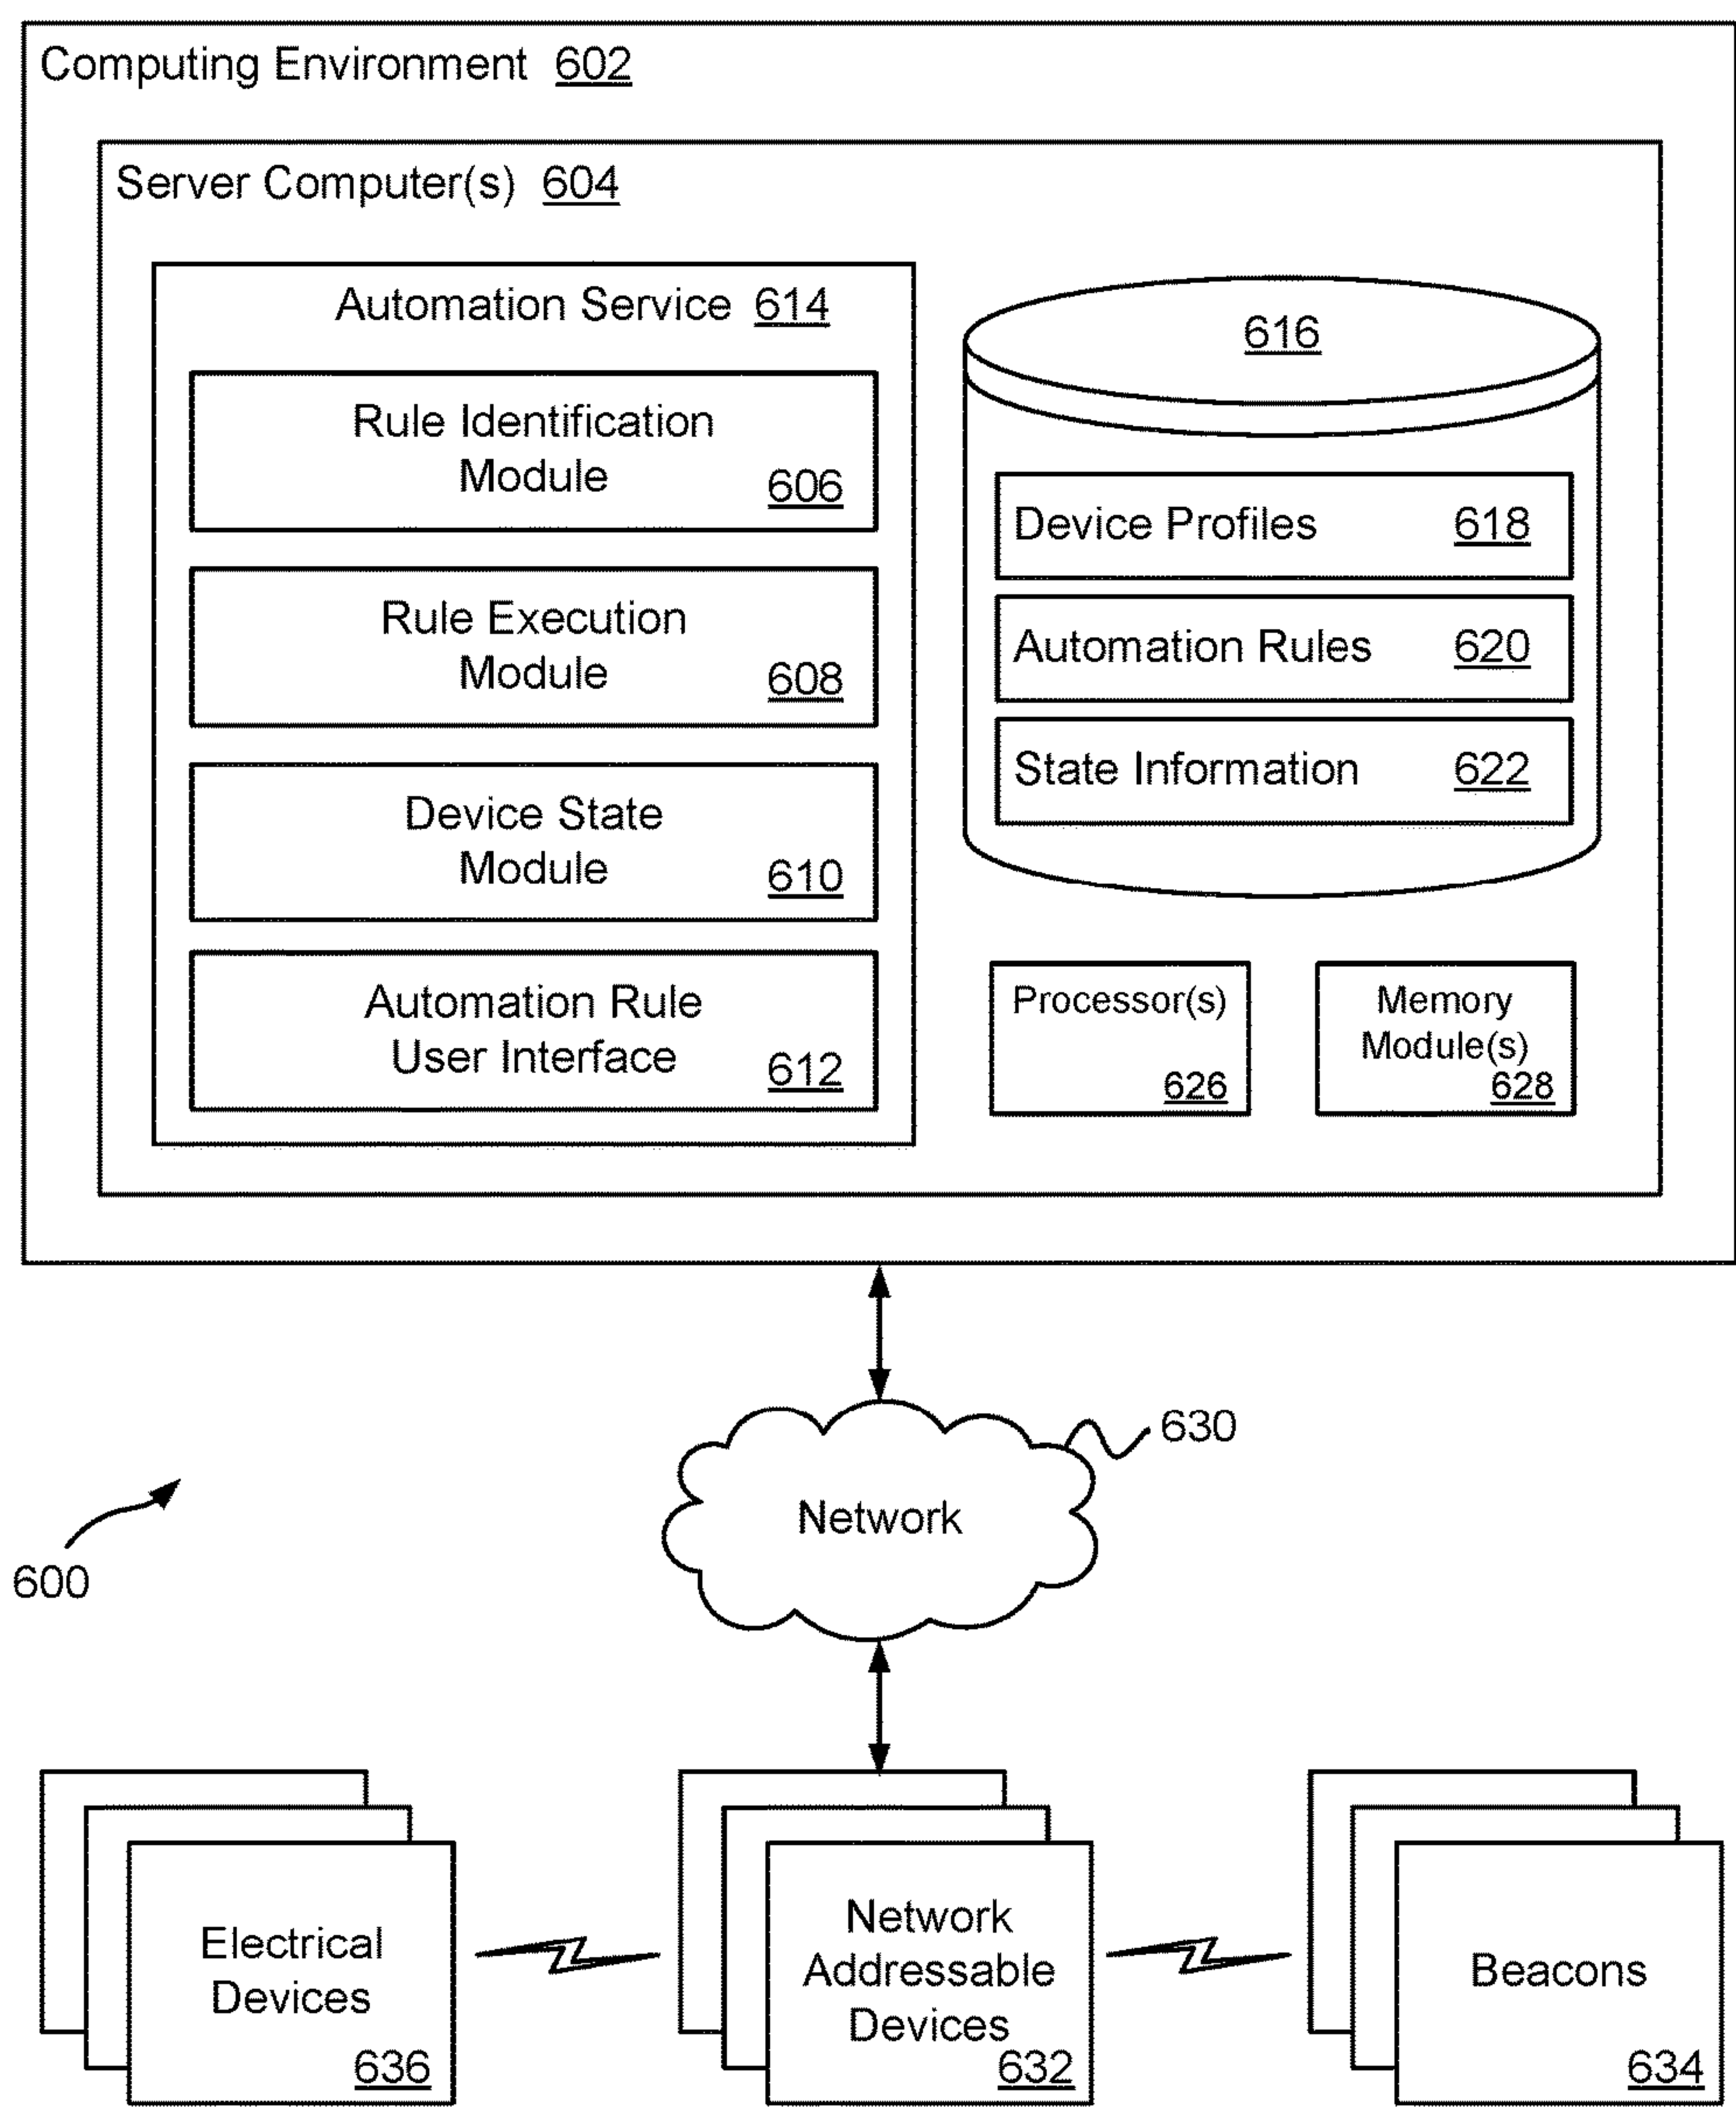 Computing Environment 602
Server Computer(s) 604
Automation Service 614
Rule Identification
Module 606
Rule Execution
Module 608
Device State
Module 610
Automation Rule
User Interface 612
616
Device Profiles 618
Automation Rules 620
State Information 622
Processor(s)
626
Memory
Module(s)
628
630
Network
600
Electrical
Devices
636
Network
Addressable
Devices
632
Beacons
634